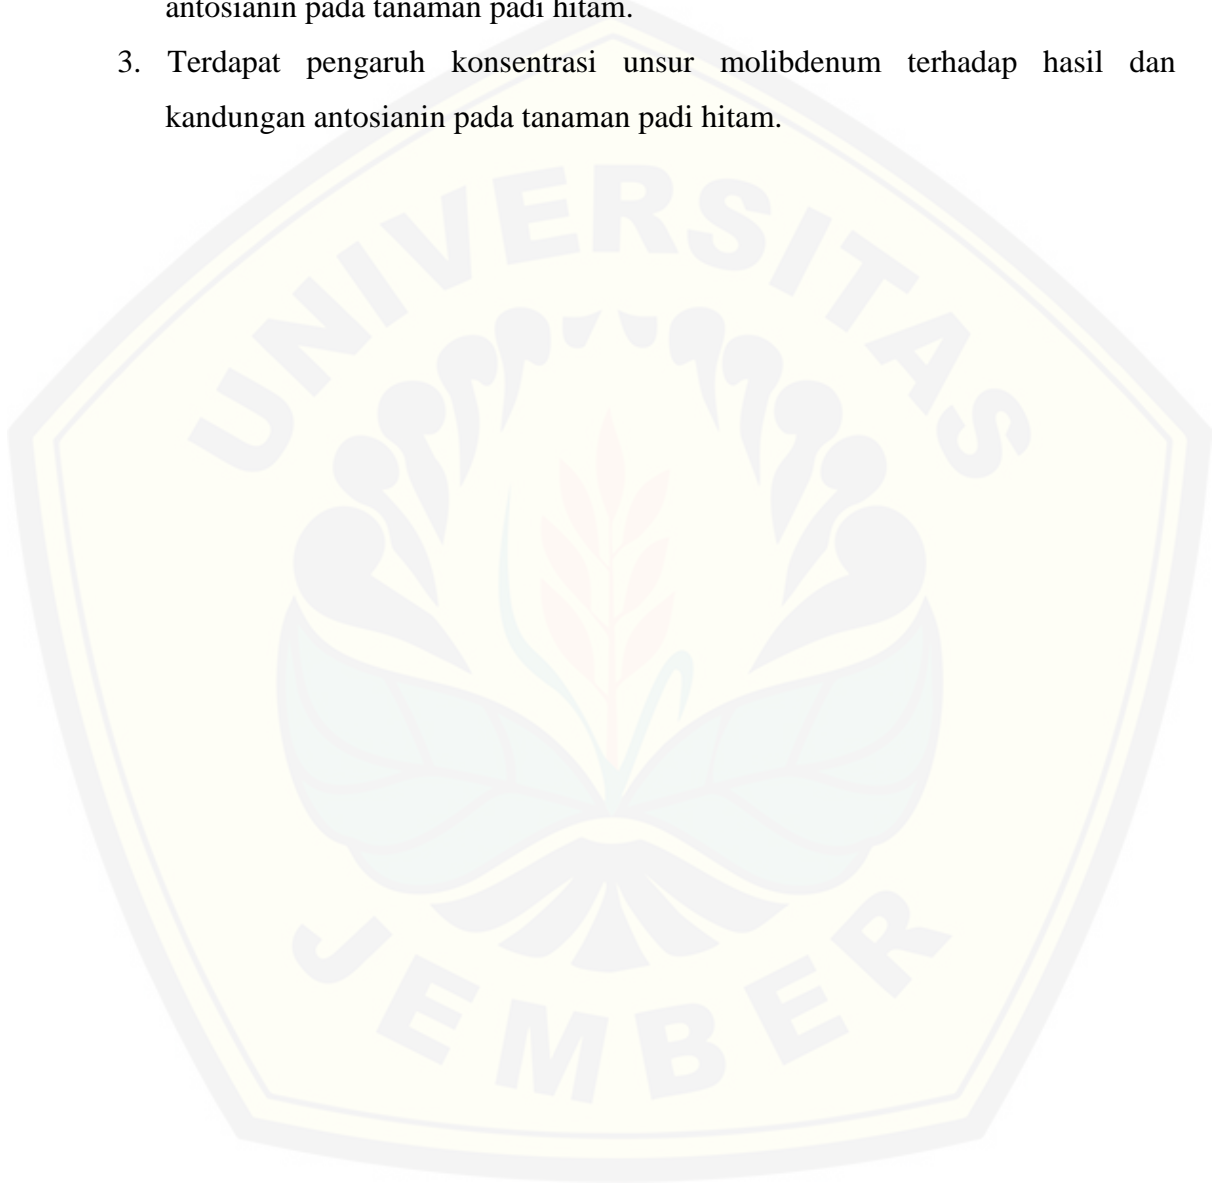 antosianin pada tanaman padi hitam.
3. Terdapat pengaruh konsentrasi unsur molibdenum terhadap hasil dan
kandungan antosianin pada tanaman padi hitam.
UNIVERSITAS
JEMBER